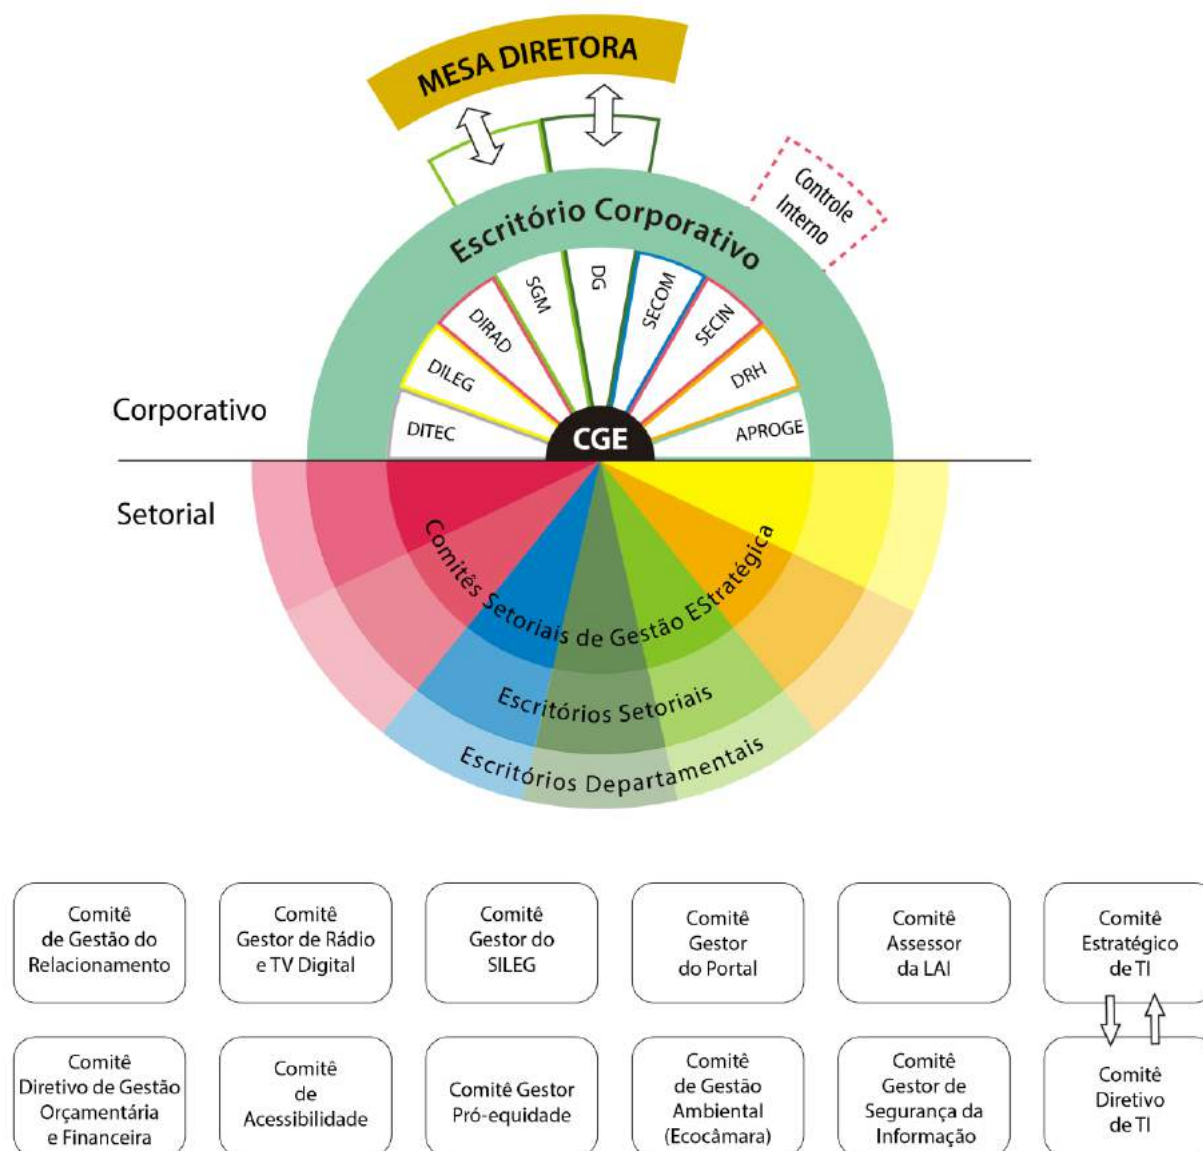 MESA DIRETORA
Controle
Interno
Escritório Corporativo
DITEC
DILEG
DIRAD
SGM
DG
SECOM
SECIN
DRH
APROGE
CGE
Corporativo
Setorial
Comitês Setoriais de Gestão EStratégica
Escritórios Setoriais
Escritórios Departamentais
Comitê
de Gestão do
Relacionamento
Comitê
Gestor de Rádio
e TV Digital
Comitê
Gestor do
SILEG
Comitê
Gestor
do Portal
Comitê
Assessor
da LAI
Comitê
Estratégico
de TI
Comitê
Diretivo de Gestão
Orçamentária
e Financeira
Comitê
de
Acessibilidade
Comitê Gestor
Pró-equidade
Comitê
de Gestão
Ambiental
(Ecocâmara)
Comitê
Gestor de
Segurança da
Informação
Comitê
Diretivo
de TI